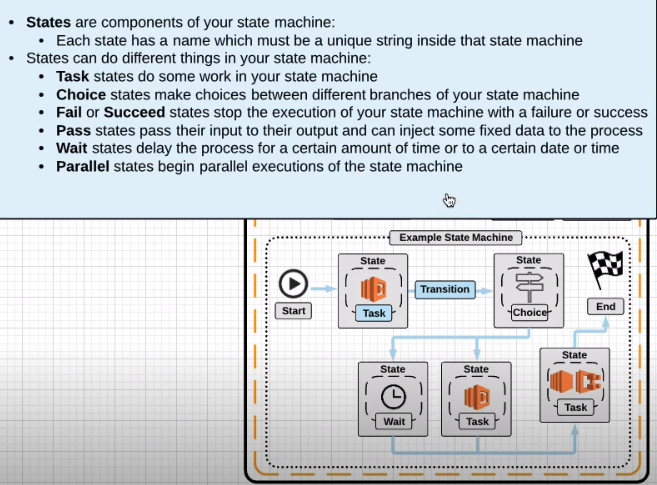 States are components of your state machine:
Each state has a name which must be a unique string inside that state machine
States can do different things in your state machine:
Task states do some work in your state machine
Choice states make choices between different branches of your state machine
Fail or Succeed states stop the execution of your state machine with a failure or success
Pass states pass their input to their output and can inject some fixed data to the process
Wait states delay the process for a certain amount of time or to a certain date or time
Parallel states begin parallel executions of the state machine
Example State Machine
State
State
Transition
Start
Task
Choice
End
State
State
State
Wait
Task
Task